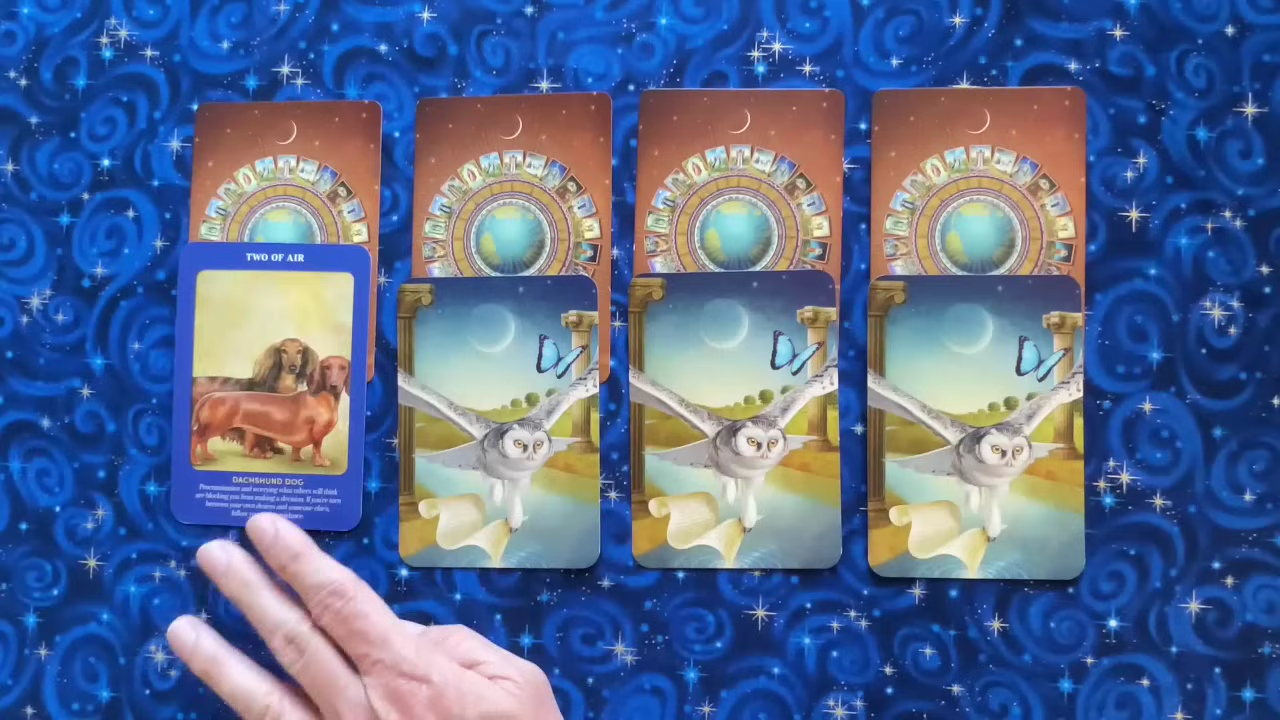 TWO OF AIR
DACHSHUND DOG
Procrastination and worrying what others will think
are blocking you from making a decision. If you're torn
between your own desires and someone else's,
follow